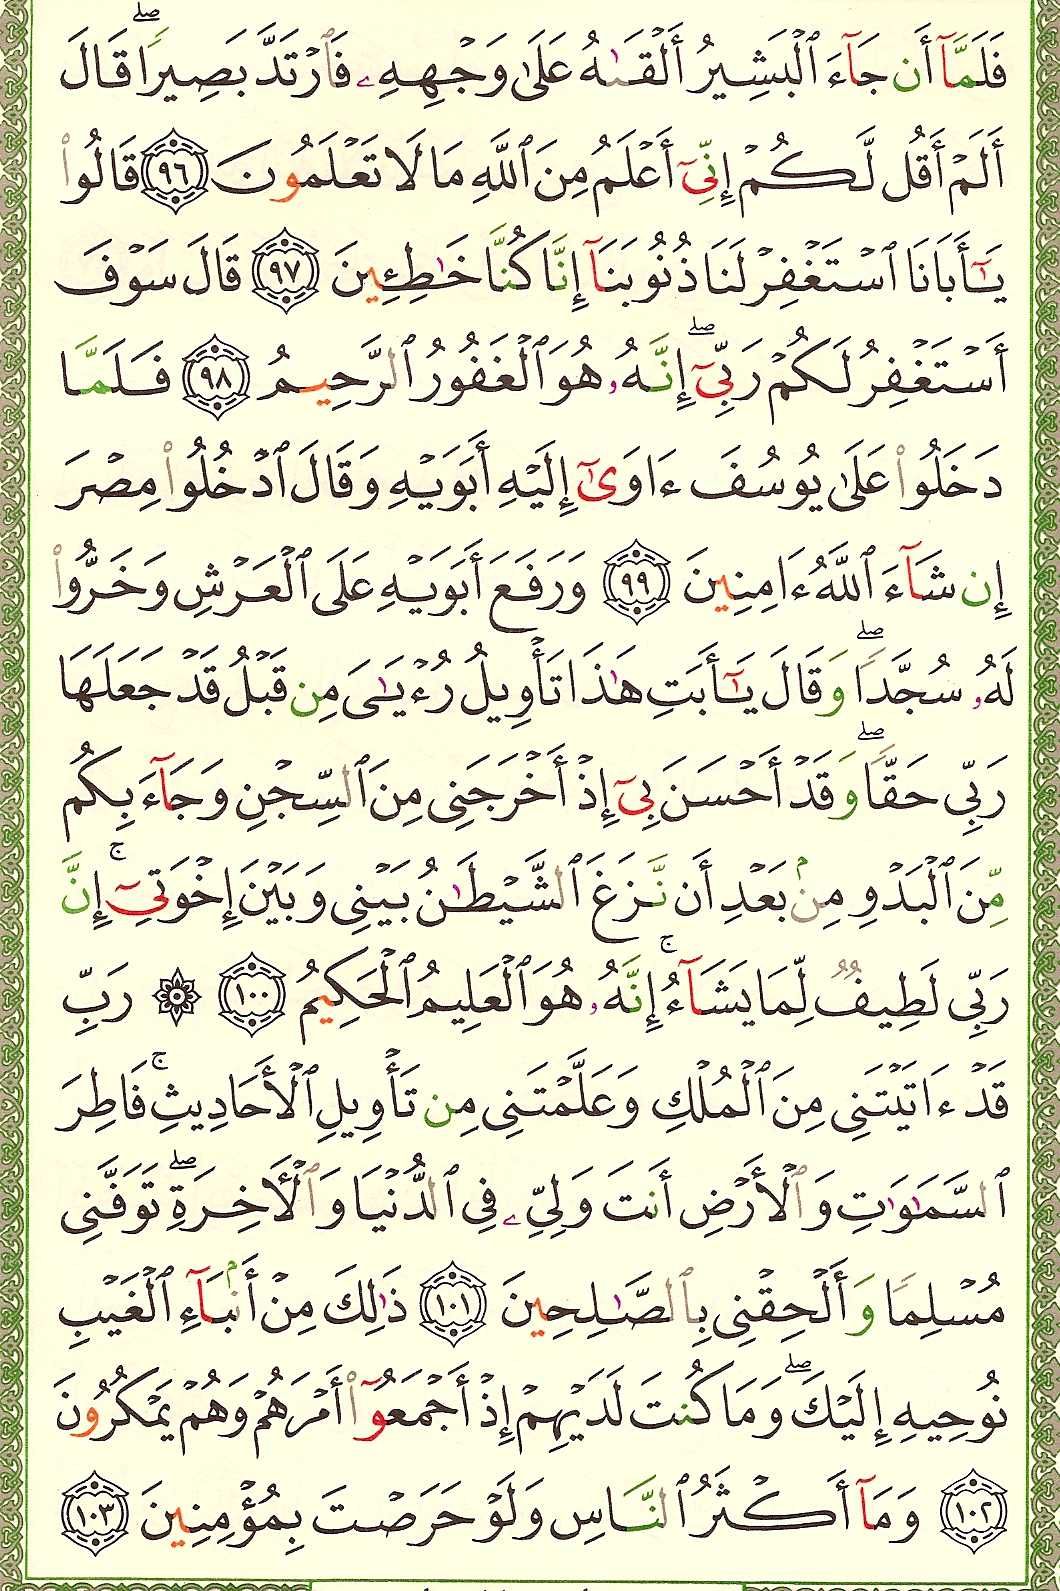 فَلَمَّآ أَن جَآءَ ٱلْبَشِيرُ أَلْقَىٰهُ عَلَىٰ وَجْهِهِۦ فَٱرْتَدَّ بَصِيرًاۖ قَالَ
أَلَمْ أَقُل لَّكُمْ إِنِّىٓ أَعْلَمُ مِنَ ٱللَّهِ مَا لَا تَعْلَمُونَ ٩٦ قَالُوا۟
يَـٰٓأَبَانَا ٱسْتَغْفِرْ لَنَا ذُنُوبَنَآ إِنَّا كُنَّا خَـٰطِـِٔينَ ٩٧ قَالَ سَوْفَ
أَسْتَغْفِرُ لَكُمْ رَبِّىٓۖ إِنَّهُۥ هُوَ ٱلْغَفُورُ ٱلرَّحِيمُ ٩٨ فَلَمَّا
دَخَلُوا۟ عَلَىٰ يُوسُفَ ءَاوَىٰٓ إِلَيْهِ أَبَوَيْهِ وَقَالَ ٱدْخُلُوا۟ مِصْرَ
إِن شَآءَ ٱللَّهُ ءَامِنِينَ ٩٩ وَرَفَعَ أَبَوَيْهِ عَلَى ٱلْعَرْشِ وَخَرُّوا۟
لَهُۥ سُجَّدًاۖ وَقَالَ يَـٰٓأَبَتِ هَـٰذَا تَأْوِيلُ رُءْيَـٰىَ مِن قَبْلُ قَدْ جَعَلَهَا
رَبِّى حَقًّاۖ وَقَدْ أَحْسَنَ بِىٓ إِذْ أَخْرَجَنِى مِنَ ٱلسِّجْنِ وَجَآءَ بِكُم
مِّنَ ٱلْبَدْوِ مِنۢ بَعْدِ أَن نَّزَغَ ٱلشَّيْطَـٰنُ بَيْنِى وَبَيْنَ إِخْوَتِىٓۚ إِنَّ
رَبِّى لَطِيفٌ لِّمَا يَشَآءُۚ إِنَّهُۥ هُوَ ٱلْعَلِيمُ ٱلْحَكِيمُ ١٠٠ ۞ رَبِّ
قَدْ ءَاتَيْتَنِى مِنَ ٱلْمُلْكِ وَعَلَّمْتَنِى مِن تَأْوِيلِ ٱلْأَحَادِيثِۚ فَاطِرَ
ٱلسَّمَـٰوَٰتِ وَٱلْأَرْضِ أَنتَ وَلِىِّۦ فِى ٱلدُّنْيَا وَٱلْـَٔاخِرَةِۖ تَوَفَّنِى
مُسْلِمًا وَأَلْحِقْنِى بِٱلصَّـٰلِحِينَ ١٠١ ذَٰلِكَ مِنْ أَنۢبَآءِ ٱلْغَيْبِ
نُوحِيهِ إِلَيْكَۖ وَمَا كُنتَ لَدَيْهِمْ إِذْ أَجْمَعُوٓا۟ أَمْرَهُمْ وَهُمْ يَمْكُرُونَ
١٠٢ وَمَآ أَكْثَرُ ٱلنَّاسِ وَلَوْ حَرَصْتَ بِمُؤْمِنِينَ ١٠٣